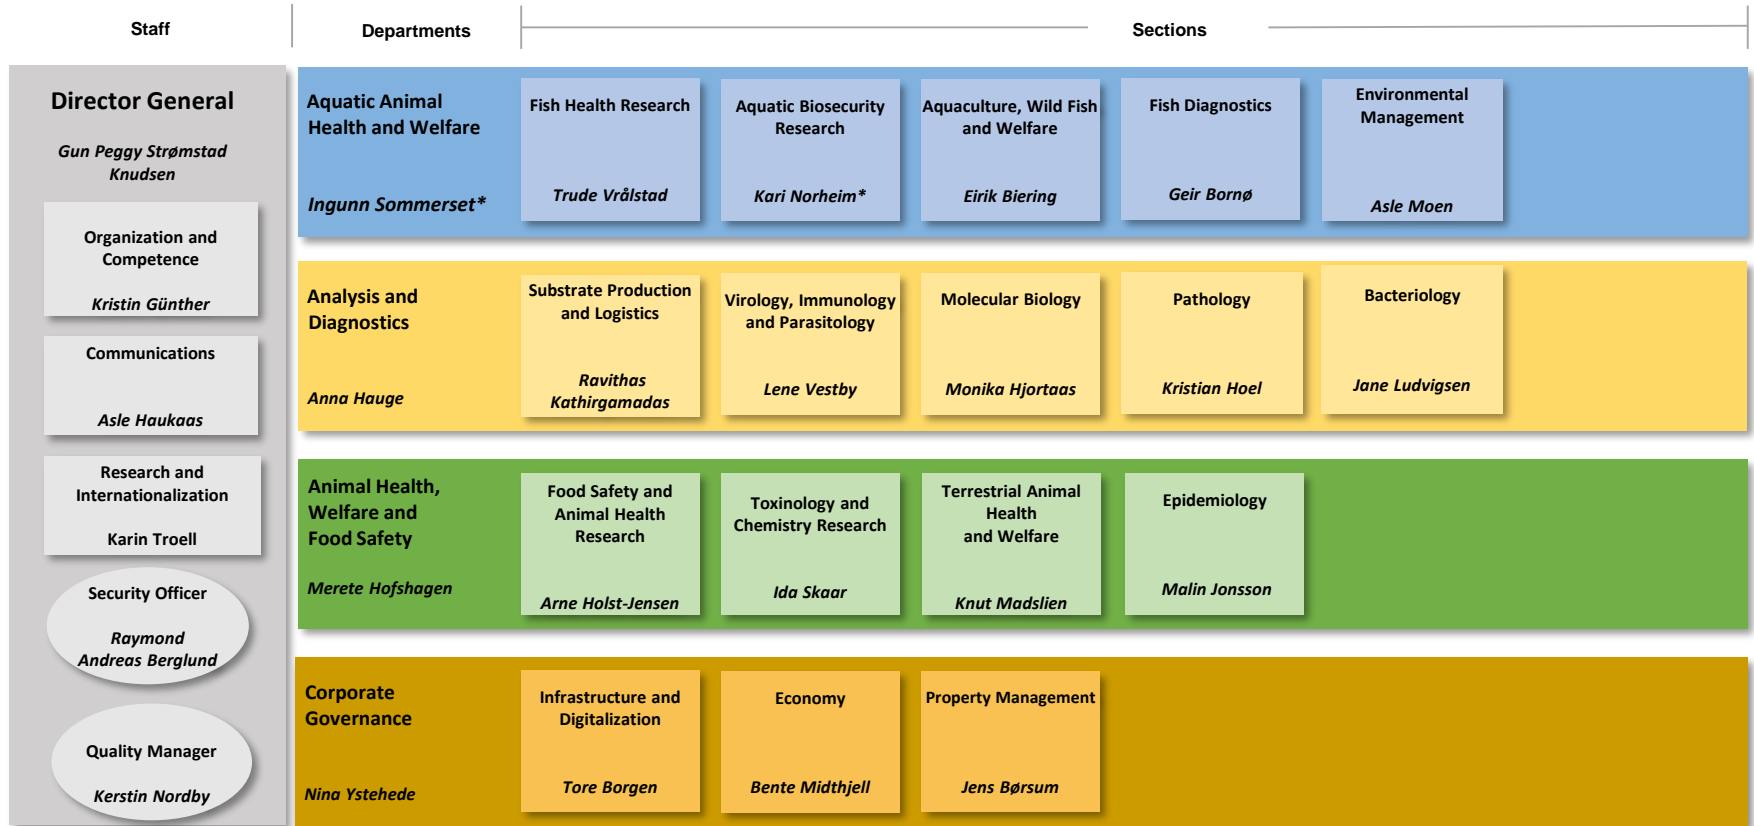 Staff
Departments
Sections
Director General
Gun Peggy Strømstad
Knudsen
Organization and
Competence
Kristin Günther
Communications
Asle Haukaas
Research and
Internationalization
Karin Troell
Security Officer
Raymond
Andreas Berglund
Quality Manager
Kerstin Nordby
Aquatic Animal
Health and Welfare
Ingunn Sommerset*
Fish Health Research
Trude Vrålstad
Aquatic Biosecurity
Research
Kari Norheim*
Aquaculture, Wild Fish
and Welfare
Eirik Biering
Fish Diagnostics
Geir Bornø
Environmental
Management
Asle Moen
Analysis and
Diagnostics
Anna Hauge
Substrate Production
and Logistics
Ravithas
Kathirgamadas
Virology, Immunology
and Parasitology
Lene Vestby
Molecular Biology
Monika Hjortaas
Pathology
Kristian Hoel
Bacteriology
Jane Ludvigsen
Animal Health,
Welfare and
Food Safety
Merete Hofshagen
Food Safety and
Animal Health
Research
Arne Holst-Jensen
Toxinology and
Chemistry Research
Ida Skaar
Terrestrial Animal
Health
and Welfare
Knut Madslien
Epidemiology
Malin Jonsson
Corporate
Governance
Nina Ystehede
Infrastructure and
Digitalization
Tore Borgen
Economy
Bente Midthjell
Property Management
Jens Børsum